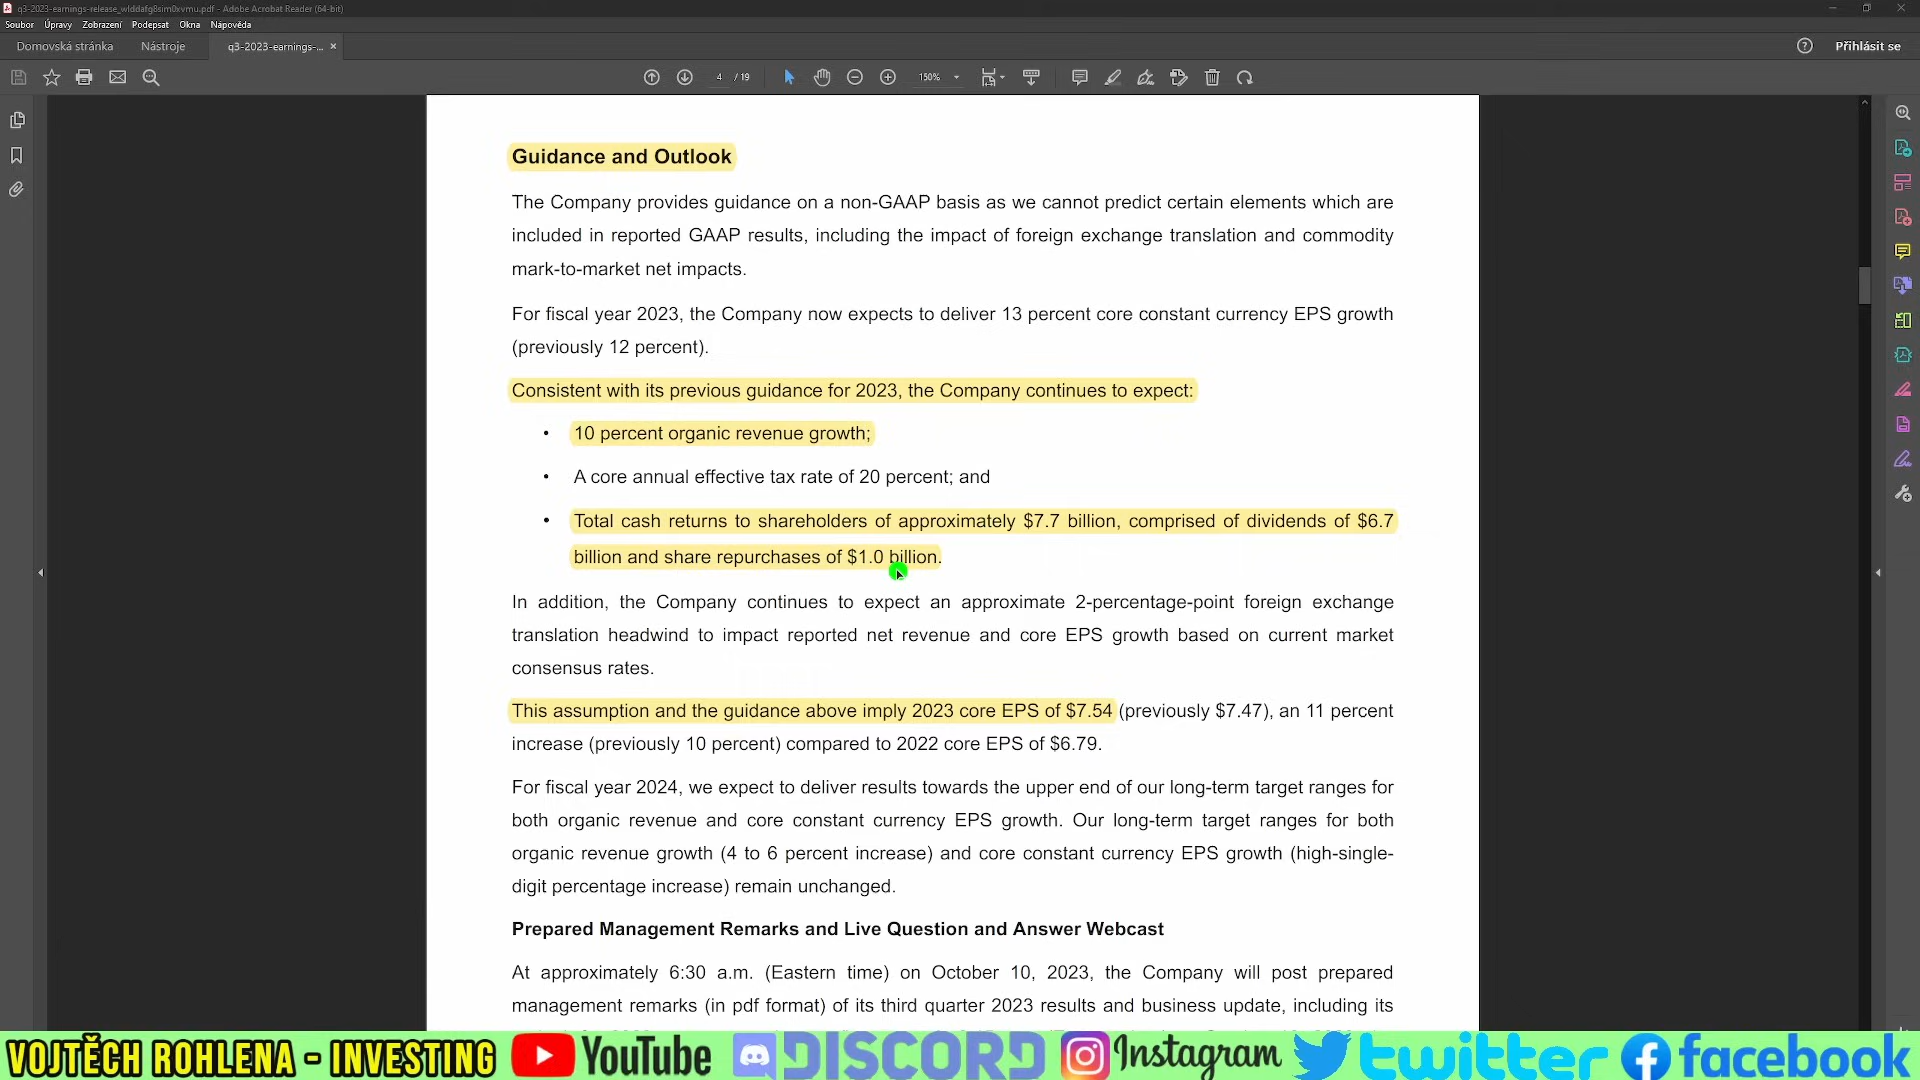 q3-2023-earnings-release_wlddafg8sim0xvmu.pdf - Adobe Acrobat Reader (64-bit)
Soubor Úpravy Zobrazení Podepsat Okna Nápověda
Domovská stránka Nástroje q3-2023-earnings-... × Přihlásit se
4 / 19 150%
Guidance and Outlook
The Company provides guidance on a non-GAAP basis as we cannot predict certain elements which are
included in reported GAAP results, including the impact of foreign exchange translation and commodity
mark-to-market net impacts.
For fiscal year 2023, the Company now expects to deliver 13 percent core constant currency EPS growth
(previously 12 percent).
Consistent with its previous guidance for 2023, the Company continues to expect:
• 10 percent organic revenue growth;
• A core annual effective tax rate of 20 percent; and
• Total cash returns to shareholders of approximately $7.7 billion, comprised of dividends of $6.7
billion and share repurchases of $1.0 billion.
In addition, the Company continues to expect an approximate 2-percentage-point foreign exchange
translation headwind to impact reported net revenue and core EPS growth based on current market
consensus rates.
This assumption and the guidance above imply 2023 core EPS of $7.54 (previously $7.47), an 11 percent
increase (previously 10 percent) compared to 2022 core EPS of $6.79.
For fiscal year 2024, we expect to deliver results towards the upper end of our long-term target ranges for
both organic revenue and core constant currency EPS growth. Our long-term target ranges for both
organic revenue growth (4 to 6 percent increase) and core constant currency EPS growth (high-single-
digit percentage increase) remain unchanged.
Prepared Management Remarks and Live Question and Answer Webcast
At approximately 6:30 a.m. (Eastern time) on October 10, 2023, the Company will post prepared
management remarks (in pdf format) of its third quarter 2023 results and business update, including its
VOJTĚCH ROHLENA - INVESTING YouTube DISCORD Instagram twitter facebook